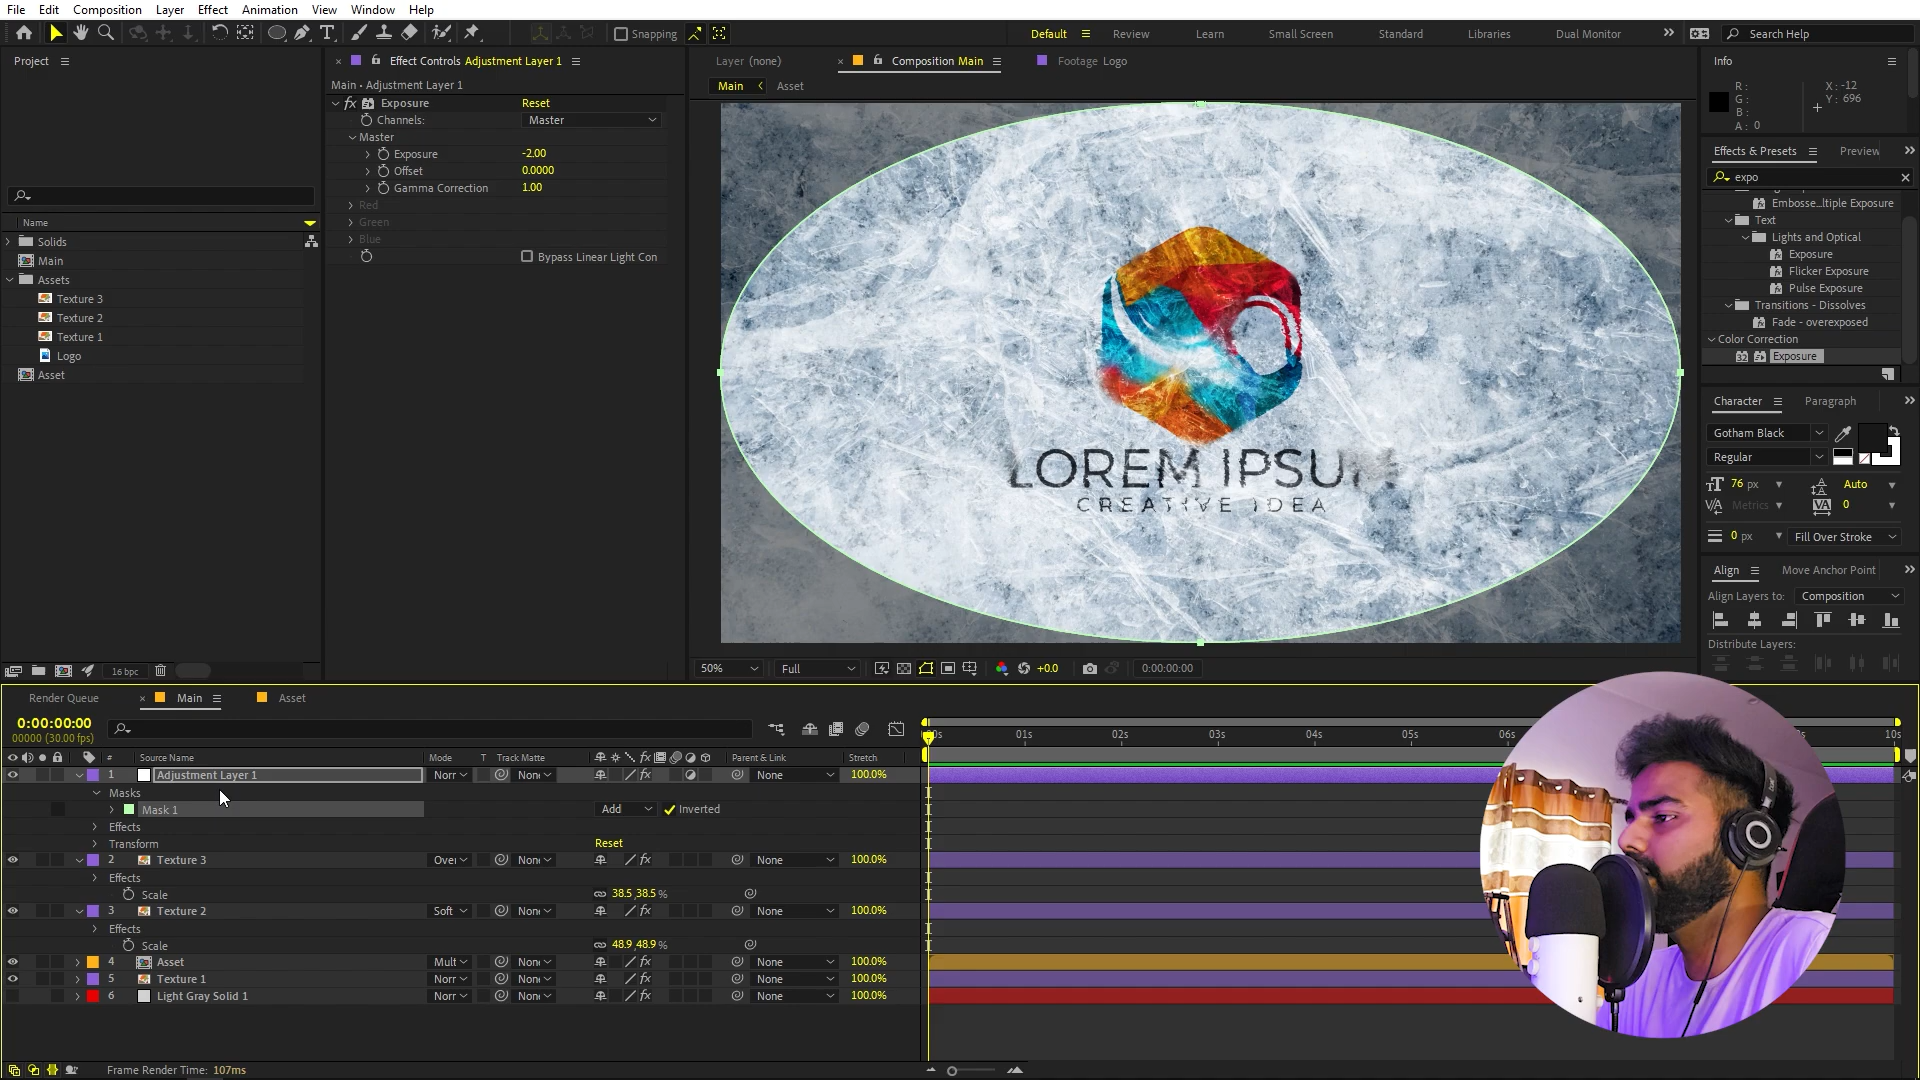 File Edit Composition Layer Effect Animation View Window Help
Snapping
Default
Review
Learn
Small Screen
Standard
Libraries
Dual Monitor
Search Help
Project
Name
Solids
Main
Assets
Texture 3
Texture 2
Texture 1
Logo
Asset
16 bpc
Effect Controls Adjustment Layer 1
Main • Adjustment Layer 1
fx Exposure Reset
Channels: Master
Master
Exposure -2.00
Offset 0.0000
Gamma Correction 1.00
Red
Green
Blue
Bypass Linear Light Con
Layer (none)
Composition Main
Footage Logo
Main Asset
LOREM IPSUM
CREATIVE IDEA
50% Full +0.0 0:00:00:00
Info
R: X: -12
G: Y: 696
B:
A: 0
Effects & Presets Preview
expo
Embosse...ltiple Exposure
Text
Lights and Optical
Exposure
Flicker Exposure
Pulse Exposure
Transitions - Dissolves
Fade - overexposed
Color Correction
32 Exposure
Character Paragraph
Gotham Black
Regular
76 px Auto
Metrics 0
0 px Fill Over Stroke
Align Move Anchor Point
Align Layers to: Composition
Distribute Layers:
Render Queue Main Asset
0:00:00:00
00000 (30.00 fps)
00s 01s 02s 03s 04s 05s 06s 10s
# Source Name Mode T Track Matte Parent & Link Stretch
1 Adjustment Layer 1 Norr Non None 100.0%
Masks
Mask 1 Add Inverted
Effects
Transform Reset
2 Texture 3 Over Non fx None 100.0%
Effects
Scale 38.5,38.5 %
3 Texture 2 Soft Non fx None 100.0%
Effects
Scale 48.9,48.9 %
4 Asset Mult Non fx None 100.0%
5 Texture 1 Norr Non fx None 100.0%
6 Light Gray Solid 1 Norr Non fx None 100.0%
Frame Render Time: 107ms